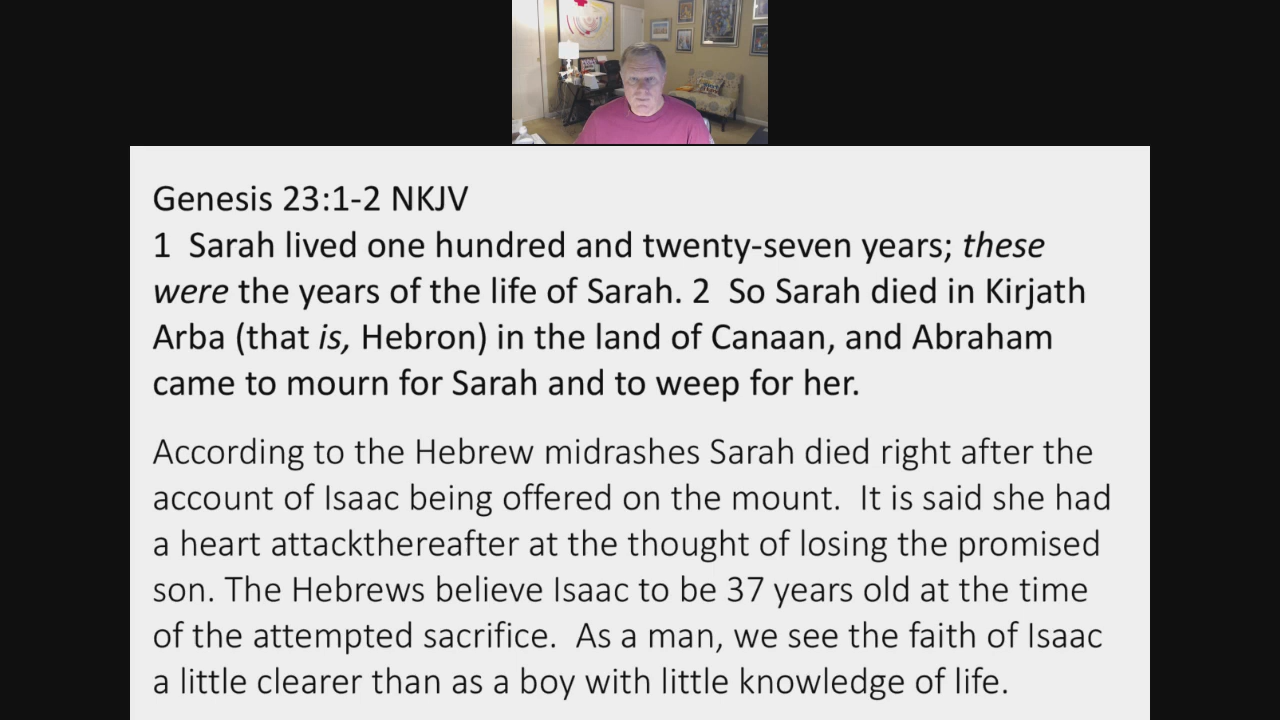 Genesis 23:1-2 NKJV
1 Sarah lived one hundred and twenty-seven years; these
were the years of the life of Sarah. 2 So Sarah died in Kirjath
Arba (that is, Hebron) in the land of Canaan, and Abraham
came to mourn for Sarah and to weep for her.
According to the Hebrew midrashes Sarah died right after the
account of Isaac being offered on the mount. It is said she had
a heart attackthereafter at the thought of losing the promised
son. The Hebrews believe Isaac to be 37 years old at the time
of the attempted sacrifice. As a man, we see the faith of Isaac
a little clearer than as a boy with little knowledge of life.